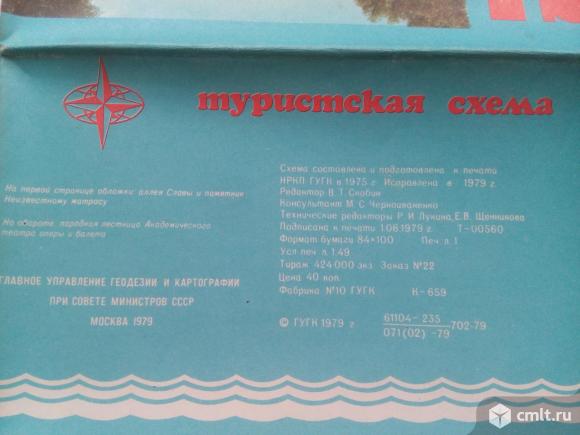 туристская схема
Схема составлена и подготовлена к печати
НРКП ГУГК в 1975 г. Исправлена в 1979 г.
Редактор В. Т. Скобин
Консультант М. С. Черноиваненко
Технические редакторы Р. И. Лукина, Е. В. Щенникова
Подписана к печати 1.06.1979 г. Т-00560
Формат бумаги 84×100 Печ. л. 1
Усл. печ. л. 1.49
Тираж 424 000 экз. Заказ №22
Цена 40 коп.
Фабрика №10 ГУГК К-659
© ГУГК 1979 г. 61104-235 702-79
071(02)-79
На первой странице обложки: аллея Славы и памятник
Неизвестному матросу
На обороте: парадная лестница Академического
театра оперы и балета
ГЛАВНОЕ УПРАВЛЕНИЕ ГЕОДЕЗИИ И КАРТОГРАФИИ
ПРИ СОВЕТЕ МИНИСТРОВ СССР
МОСКВА 1979
cmlt.ru